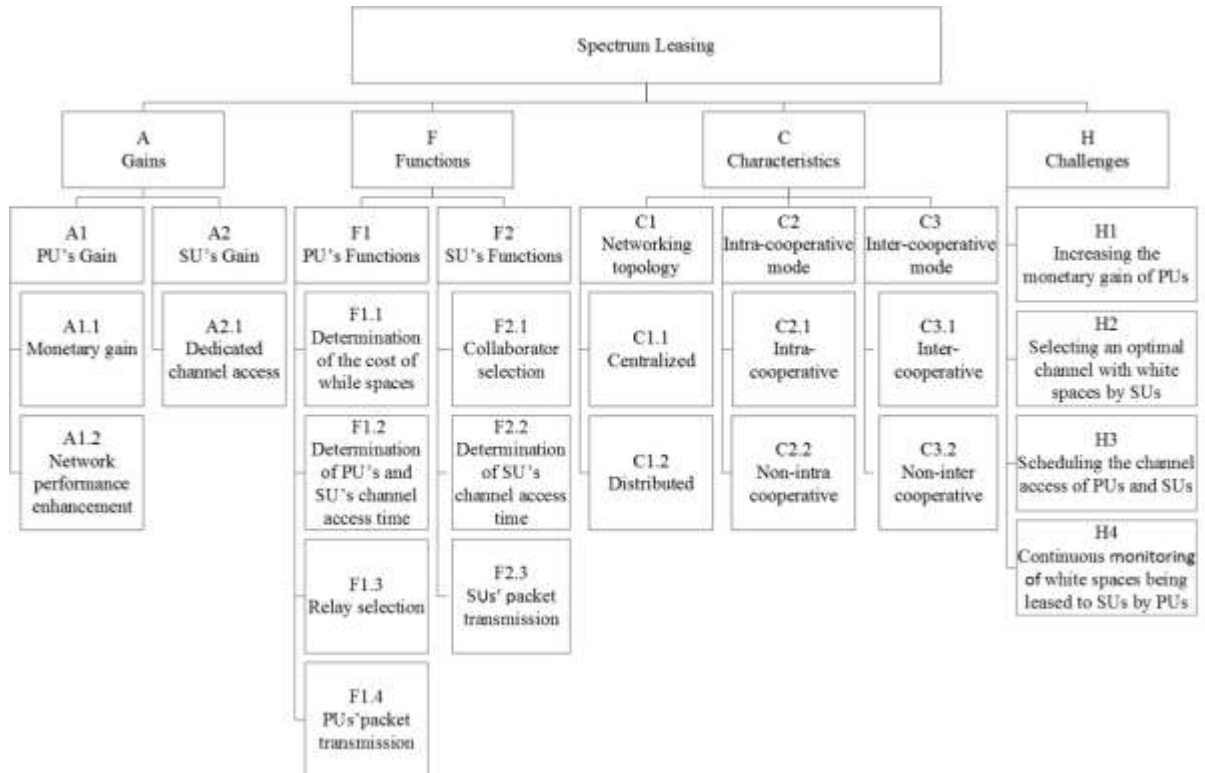 Spectrum Leasing
A
Gains
F
Functions
C
Characteristics
H
Challenges
A1
PU's Gain
A2
SU's Gain
F1
PU's Functions
F2
SU's Functions
C1
Networking
topology
C2
Intra-cooperative
mode
C3
Inter-cooperative
mode
H1
Increasing the
monetary gain of PUs
A1.1
Monetary gain
A2.1
Dedicated
channel access
F1.1
Determination
of the cost of
while spaces
F2.1
Collaborator
selection
C1.1
Centralized
C2.1
Intra-
cooperative
C3.1
Inter-
cooperative
H2
Selecting an optimal
channel with white
spaces by SUs
A1.2
Network
performance
enhancement
F1.2
Determination
of PU's and
SU's channel
access time
F2.2
Determination
of SU's
channel access
time
C1.2
Distributed
C2.2
Non-intra
cooperative
C3.2
Non-inter
cooperative
H3
Scheduling the channel
access of PUs and SUs
F1.3
Relay selection
F2.3
SUs' packet
transmission
H4
Continuous monitoring
of white spaces being
leased to SUs by PUs
F1.4
PUs'packet
transmission